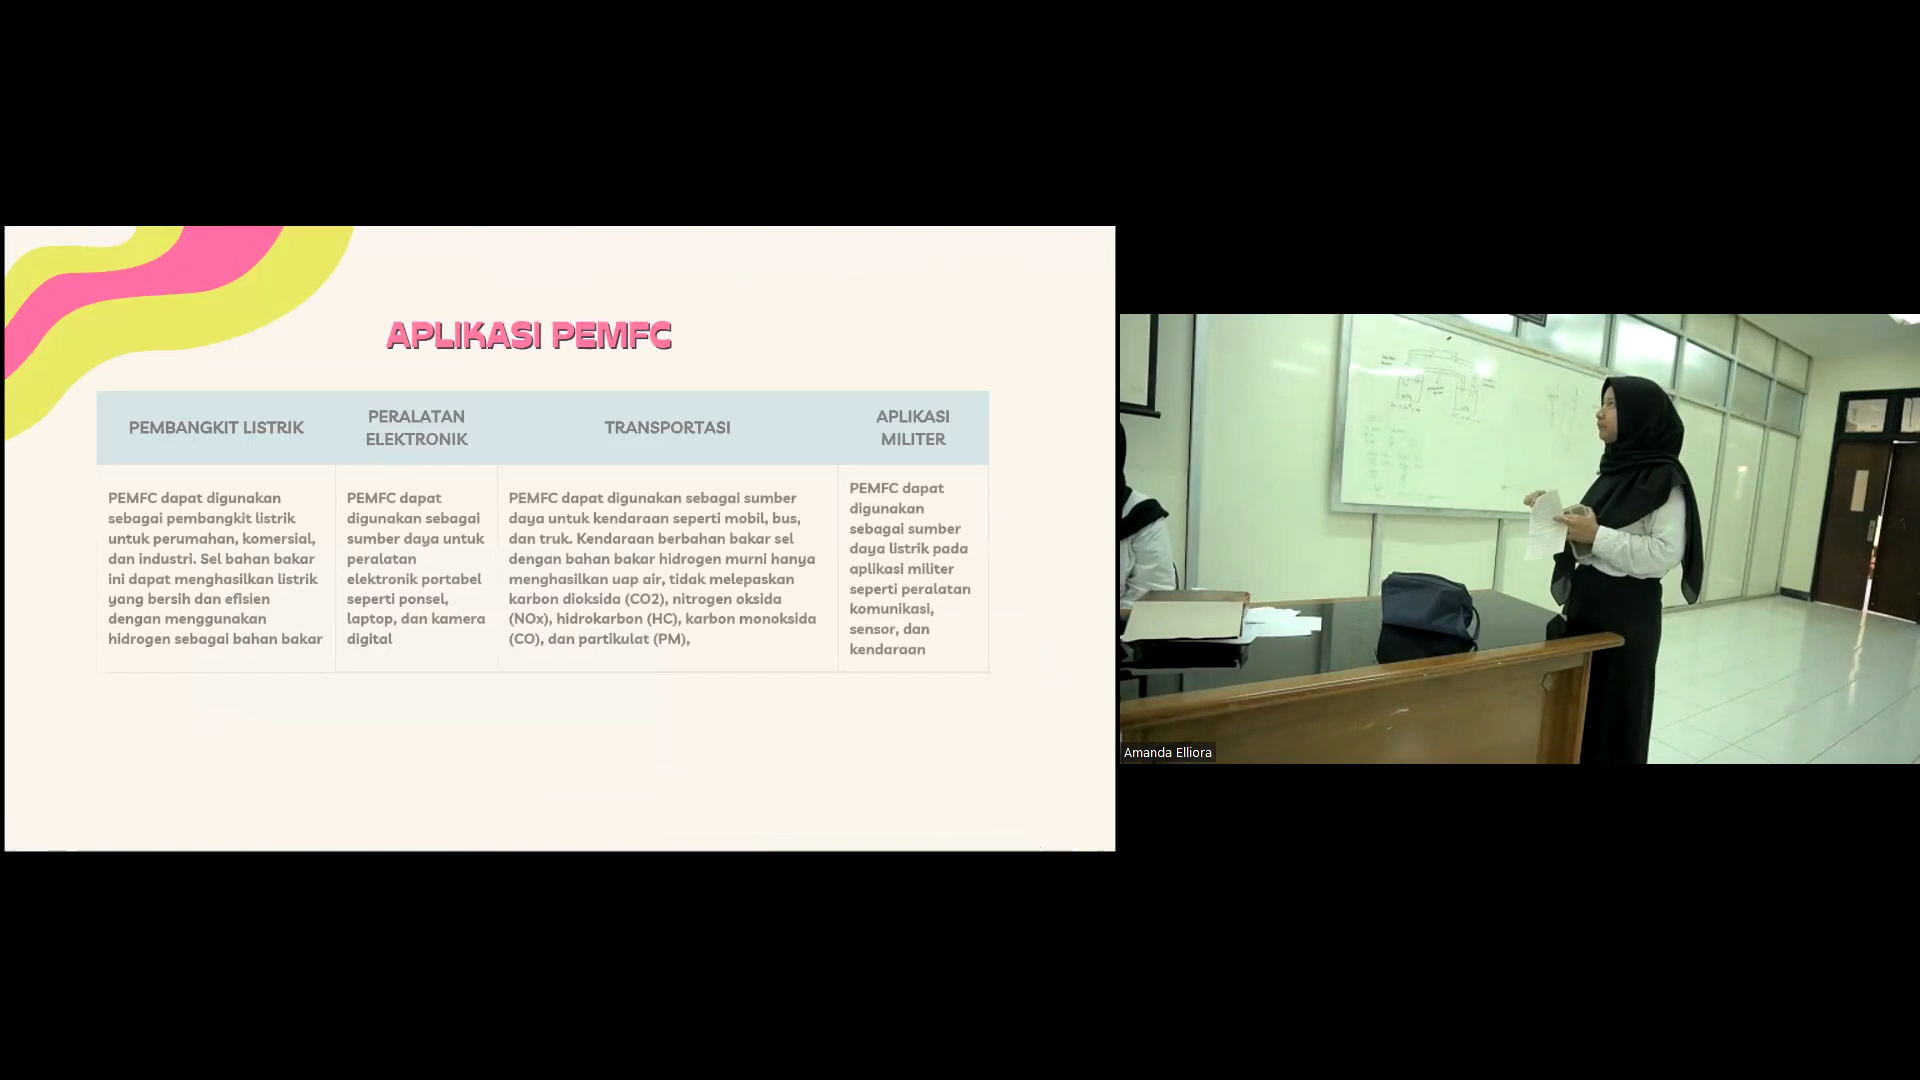 APLIKASI PEMFC
PEMBANGKIT LISTRIK
PERALATAN
ELEKTRONIK
TRANSPORTASI
APLIKASI
MILITER
PEMFC dapat digunakan
sebagai pembangkit listrik
untuk perumahan, komersial,
dan industri. Sel bahan bakar
ini dapat menghasilkan listrik
yang bersih dan efisien
dengan menggunakan
hidrogen sebagai bahan bakar
PEMFC dapat
digunakan sebagai
sumber daya untuk
peralatan
elektronik portabel
seperti ponsel,
laptop, dan kamera
digital
PEMFC dapat digunakan sebagai sumber
daya untuk kendaraan seperti mobil, bus,
dan truk. Kendaraan berbahan bakar sel
dengan bahan bakar hidrogen murni hanya
menghasilkan uap air, tidak melepaskan
karbon dioksida (CO2), nitrogen oksida
(NOx), hidrokarbon (HC), karbon monoksida
(CO), dan partikulat (PM),
PEMFC dapat
digunakan
sebagai sumber
daya listrik pada
aplikasi militer
seperti peralatan
komunikasi,
sensor, dan
kendaraan
Amanda Elliora